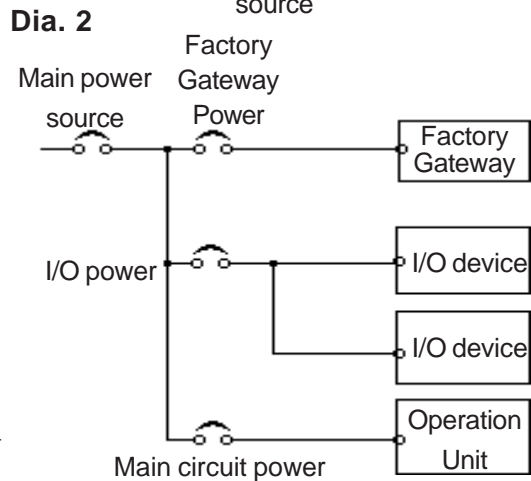 source
Dia. 2
Factory
Gateway
Power
Main power
source
Factory
Gateway
I/O power
I/O device
I/O device
Operation
Unit
Main circuit power